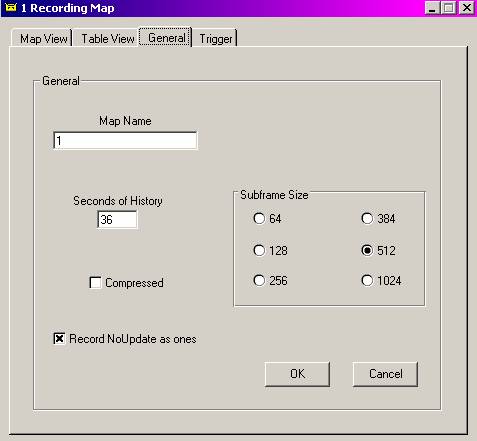 1 Recording Map
Map View Table View General Trigger
General
Map Name
1
Seconds of History
36
Subframe Size
64 384
128 512
256 1024
Compressed
Record NoUpdate as ones
OK Cancel